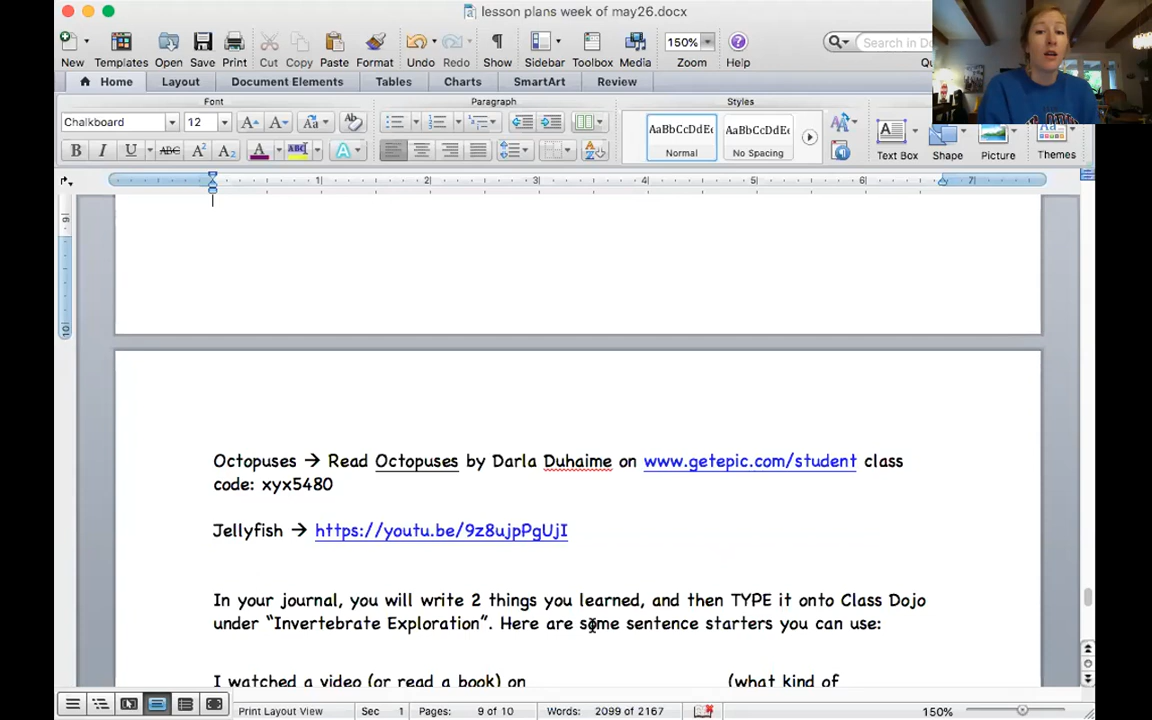 lesson plans week of may26.docx
New Templates Open Save Print Cut Copy Paste Format Undo Redo Show Sidebar Toolbox Media Zoom Help
150%
Search in Do
Home Layout Document Elements Tables Charts SmartArt Review
Font Paragraph Styles
Chalkboard 12
AaBbCcDdEe AaBbCcDdEe
Normal No Spacing
Text Box Shape Picture Themes
Octopuses → Read Octopuses by Darla Duhaime on www.getepic.com/student class
code: xyx5480
Jellyfish → https://youtu.be/9z8ujpPgUjI
In your journal, you will write 2 things you learned, and then TYPE it onto Class Dojo
under “Invertebrate Exploration”. Here are some sentence starters you can use:
I watched a video (or read a book) on (what kind of
Print Layout View Sec 1 Pages: 9 of 10 Words: 2099 of 2167 150%